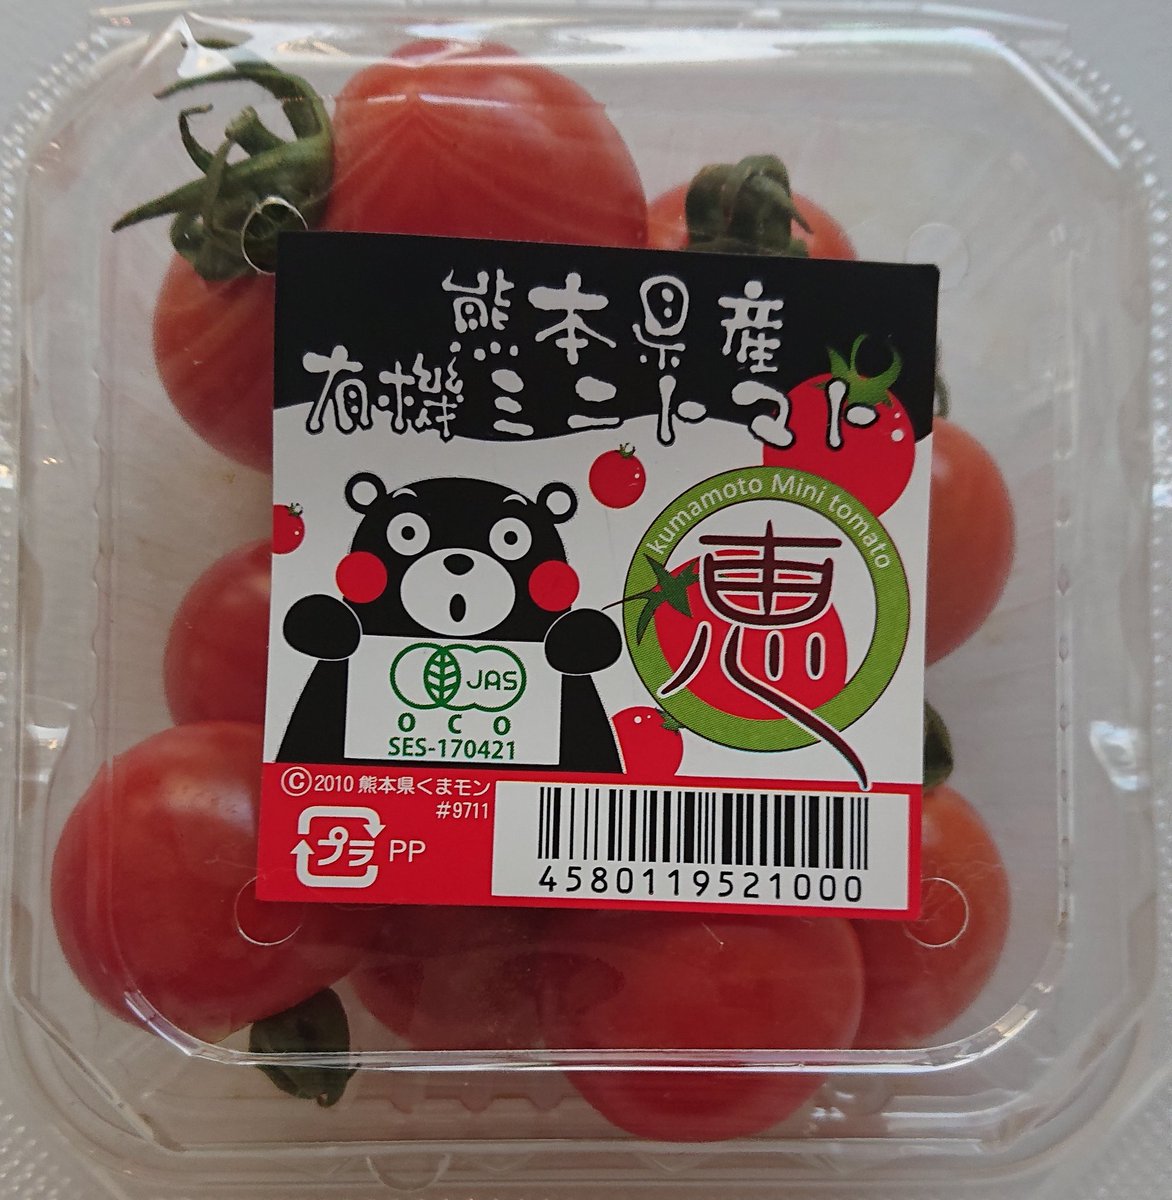 熊本県産
有機ミニトマト
kumamoto Mini tomato
恵
JAS
O C O
SES-170421
©2010 熊本県くまモン
#9711
プラ PP
4580119521000